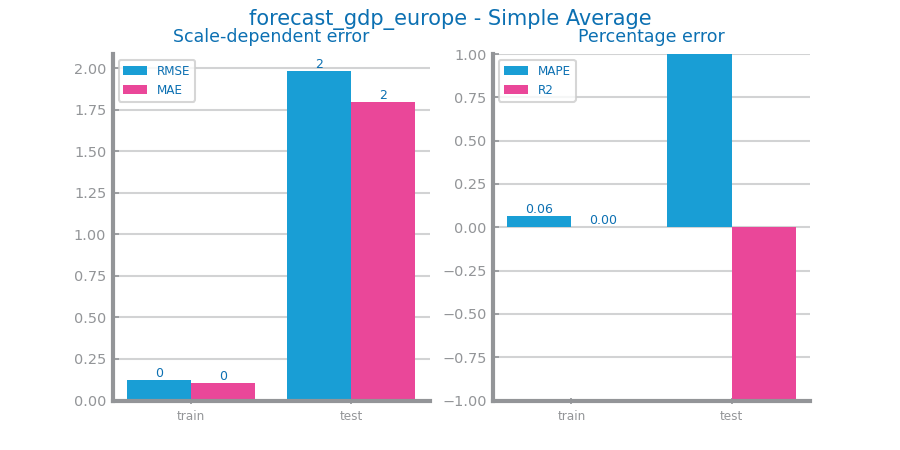 forecast_gdp_europe - Simple Average
Scale-dependent error
RMSE
MAE
2.00
1.75
1.50
1.25
1.00
0.75
0.50
0.25
0.00
0
0
2
2
train
test
Percentage error
MAPE
R2
1.00
0.75
0.50
0.25
0.00
−0.25
−0.50
−0.75
−1.00
0.06
0.00
train
test